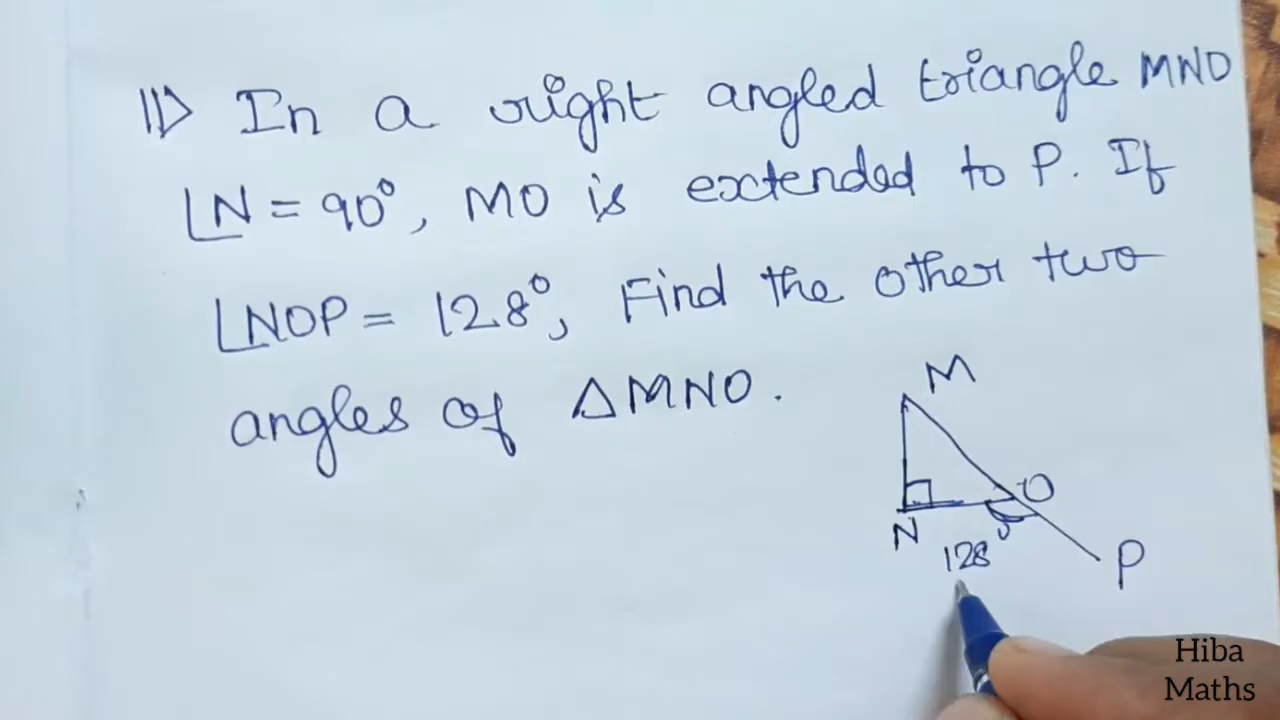 11) In a right angled triangle MNO
∠N = 90°, MO is extended to P. If
∠NOP = 128°, Find the other two
angles of △MNO.
M
O
N
128°
P
Hiba
Maths